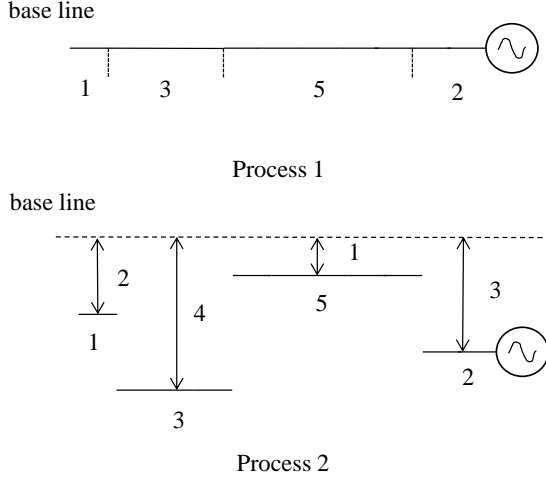 base line
1 3 5 2
Process 1
base line
1
2 3
4 5
1 2
3
Process 2